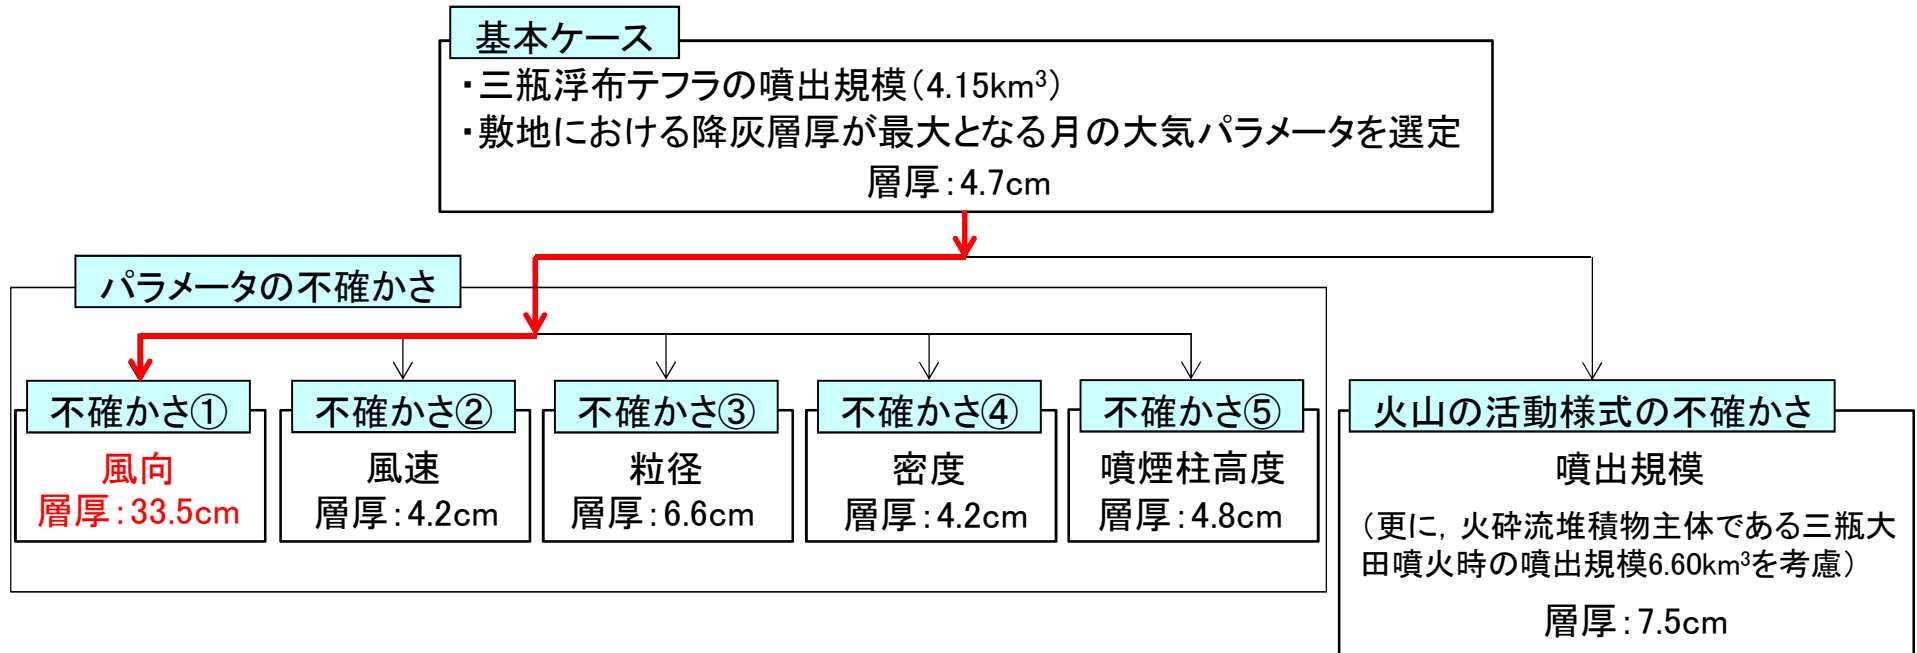 基本ケース
・三瓶浮布テフラの噴出規模(4.15km³)
・敷地における降灰層厚が最大となる月の大気パラメータを選定
層厚:4.7cm
パラメータの不確かさ
不確かさ①
風向
層厚:33.5cm
不確かさ②
風速
層厚:4.2cm
不確かさ③
粒径
層厚:6.6cm
不確かさ④
密度
層厚:4.2cm
不確かさ⑤
噴煙柱高度
層厚:4.8cm
火山の活動様式の不確かさ
噴出規模
(更に,火砕流堆積物主体である三瓶大
田噴火時の噴出規模6.60km³を考慮)
層厚:7.5cm